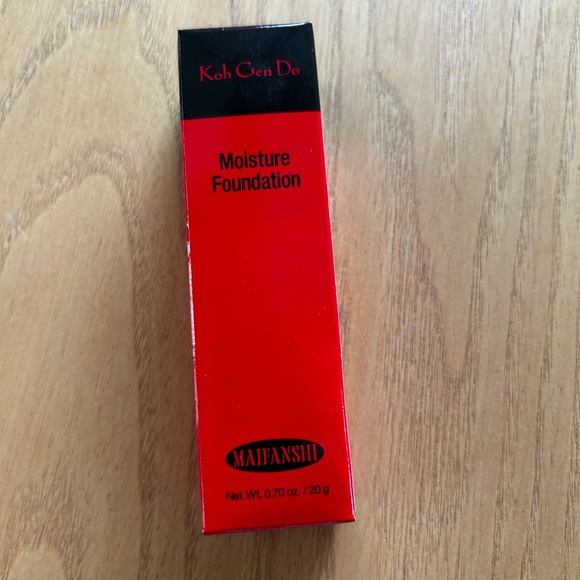 Koh Gen Do
Moisture
Foundation
MAIFANSHI
Net Wt. 0.70 oz. / 20 g